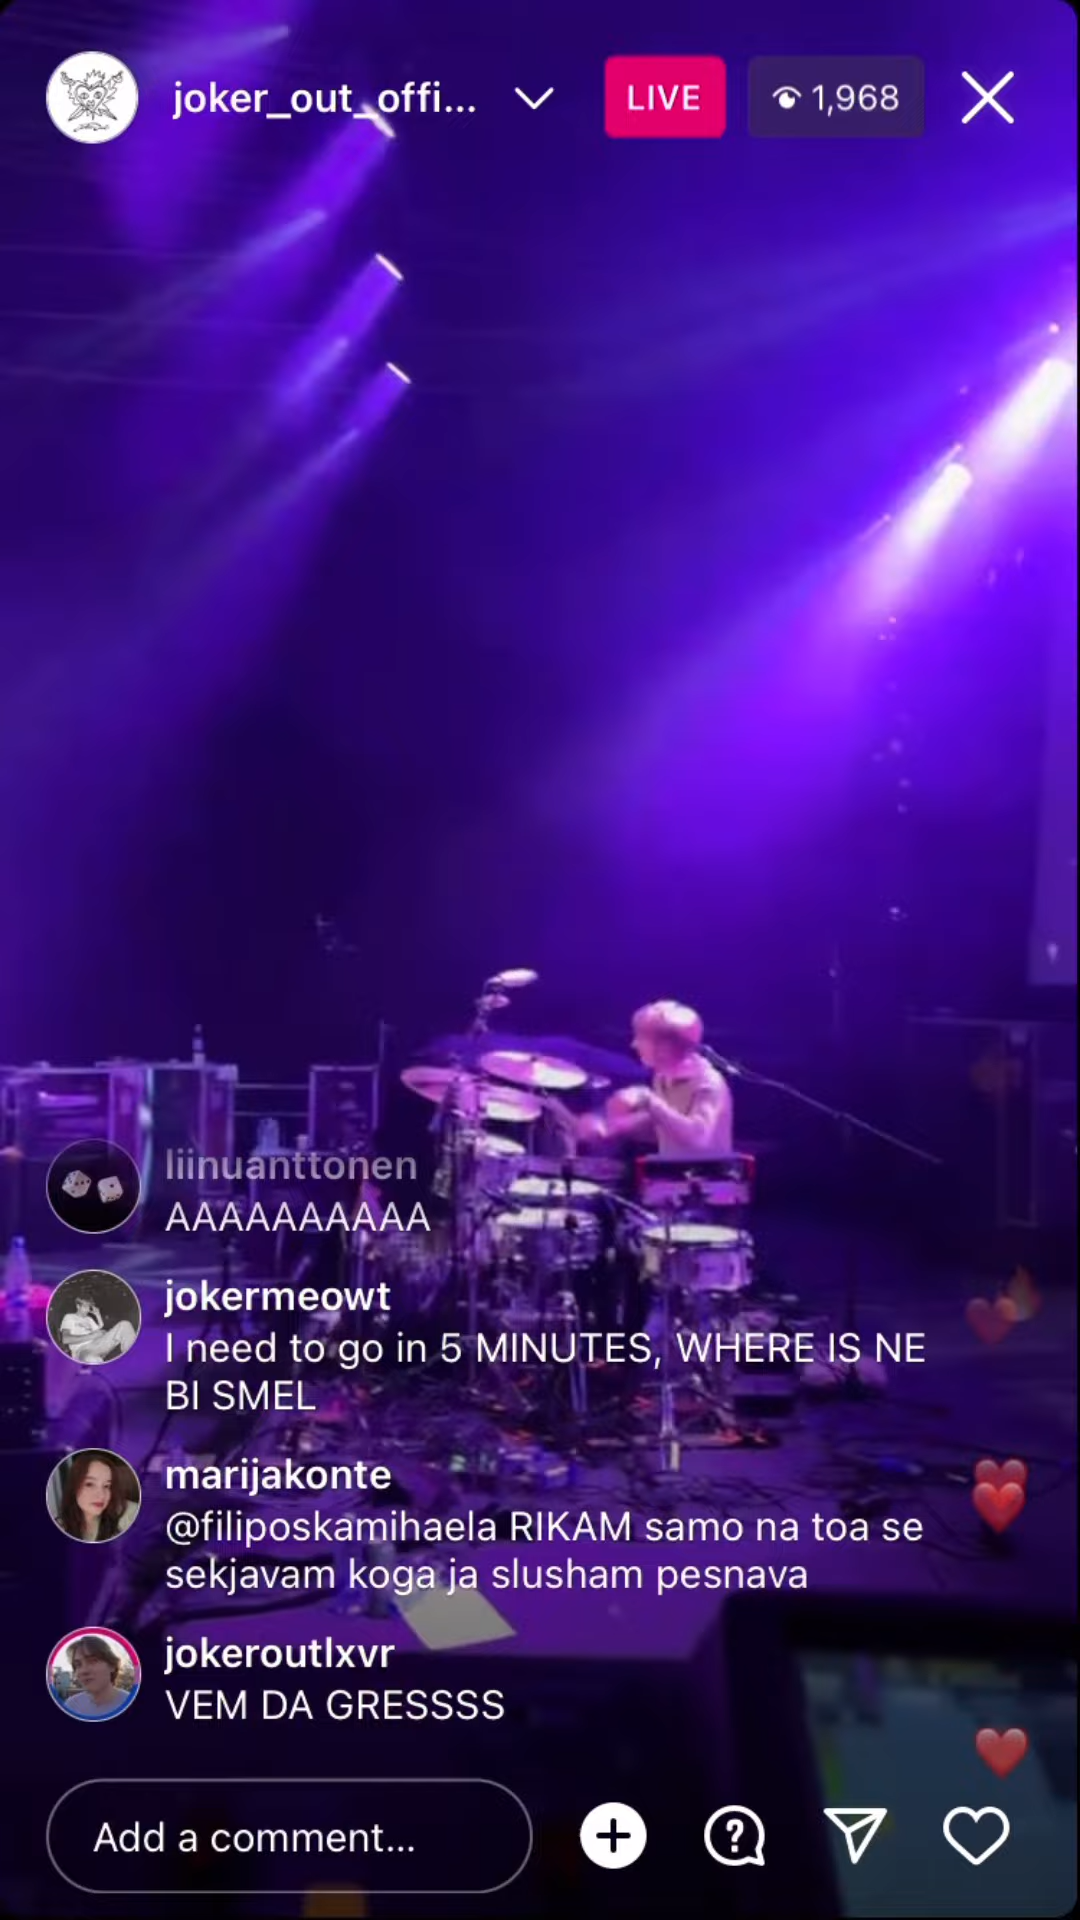 joker_out_offi...
LIVE
1,968
liinuanttonen
AAAAAAAAAA
jokermeowt
I need to go in 5 MINUTES, WHERE IS NE
BI SMEL
marijakonte
@filiposkamihaela RIKAM samo na toa se
sekjavam koga ja slusham pesnava
jokeroutlxvr
VEM DA GRESSSS
Add a comment...